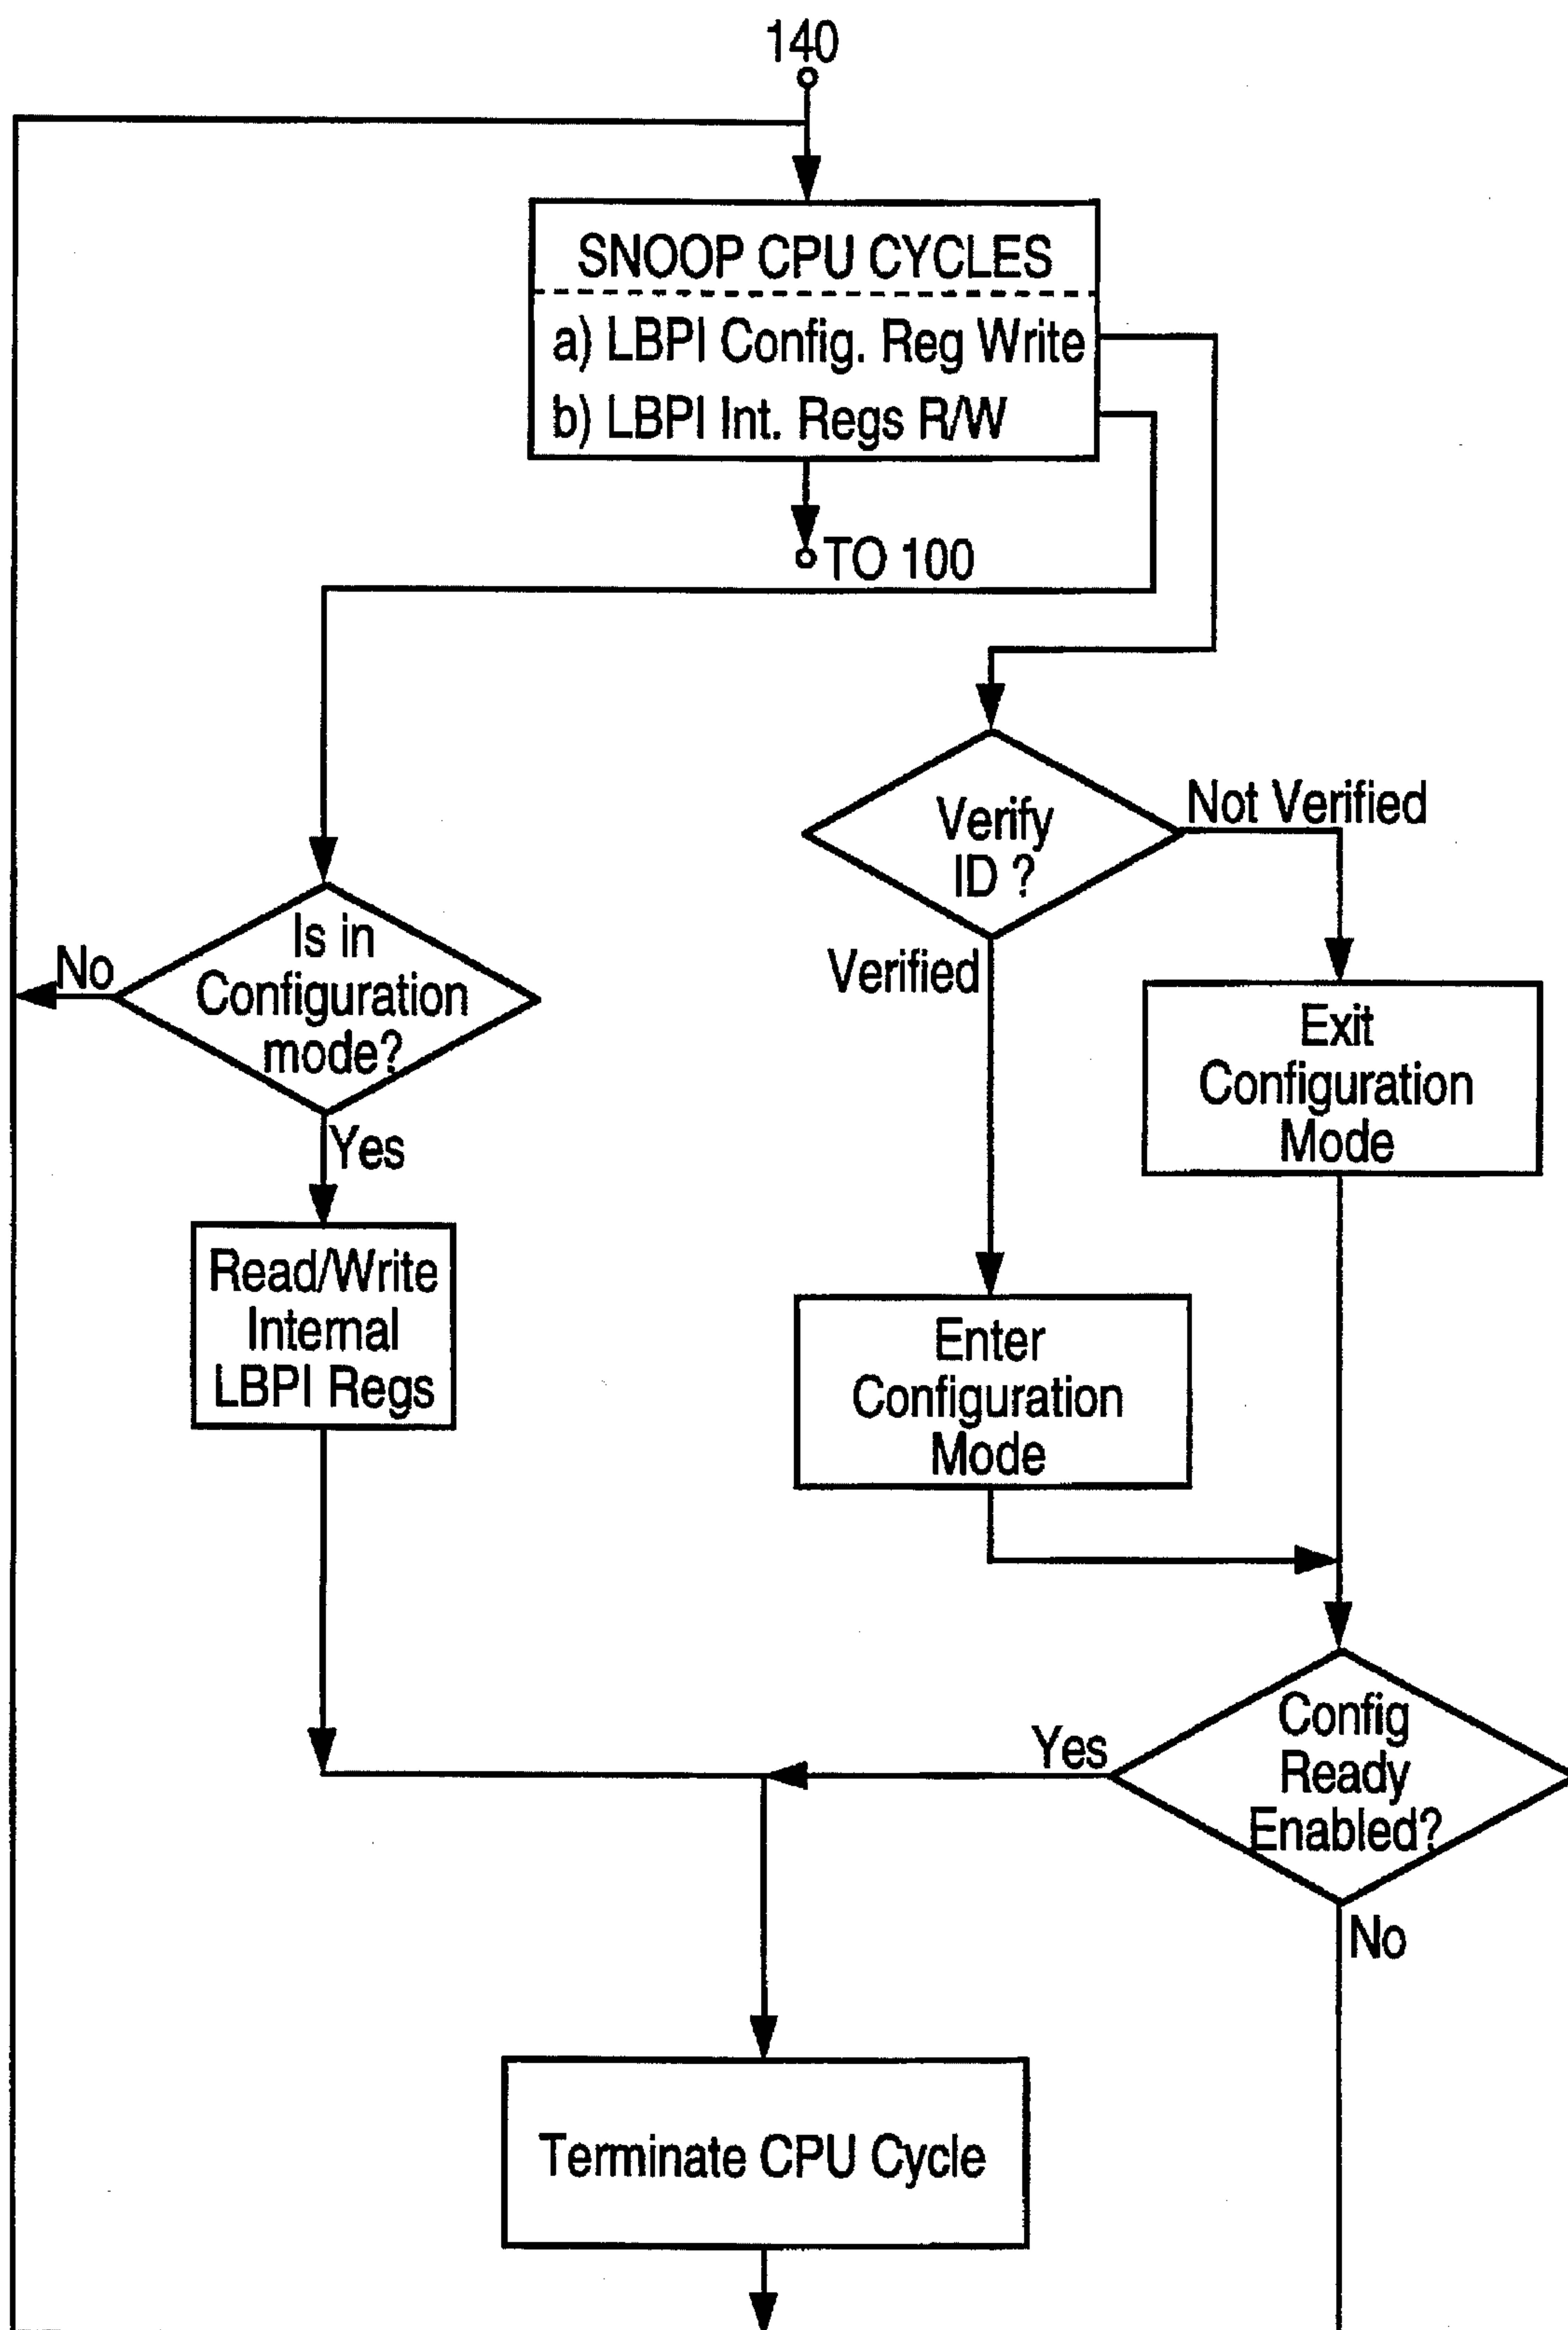 140
SNOOP CPU CYCLES
a) LBPI Config. Reg Write
b) LBPI Int. Regs R/W
TO 100
Verify
ID ?
Not Verified
Verified
Is in
Configuration
mode?
No
Yes
Exit
Configuration
Mode
Read/Write
Internal
LBPI Regs
Enter
Configuration
Mode
Config
Ready
Enabled?
Yes
No
Terminate CPU Cycle